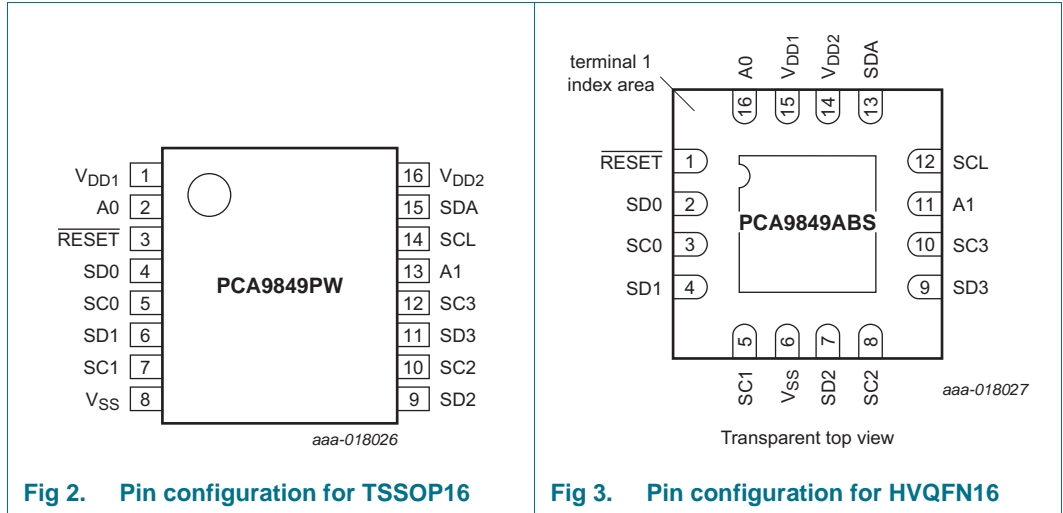 VDD1 1
A0 2
RESET 3
SD0 4
SC0 5
SD1 6
SC1 7
VSS 8
PCA9849PW
16 VDD2
15 SDA
14 SCL
13 A1
12 SC3
11 SD3
10 SC2
9 SD2
aaa-018026
Fig 2. Pin configuration for TSSOP16
terminal 1
index area
A0 VDD1 VDD2 SDA
16 15 14 13
RESET 1
SD0 2
SC0 3
SD1 4
PCA9849ABS
12 SCL
11 A1
10 SC3
9 SD3
5 6 7 8
SC1 VSS SD2 SC2
aaa-018027
Transparent top view
Fig 3. Pin configuration for HVQFN16